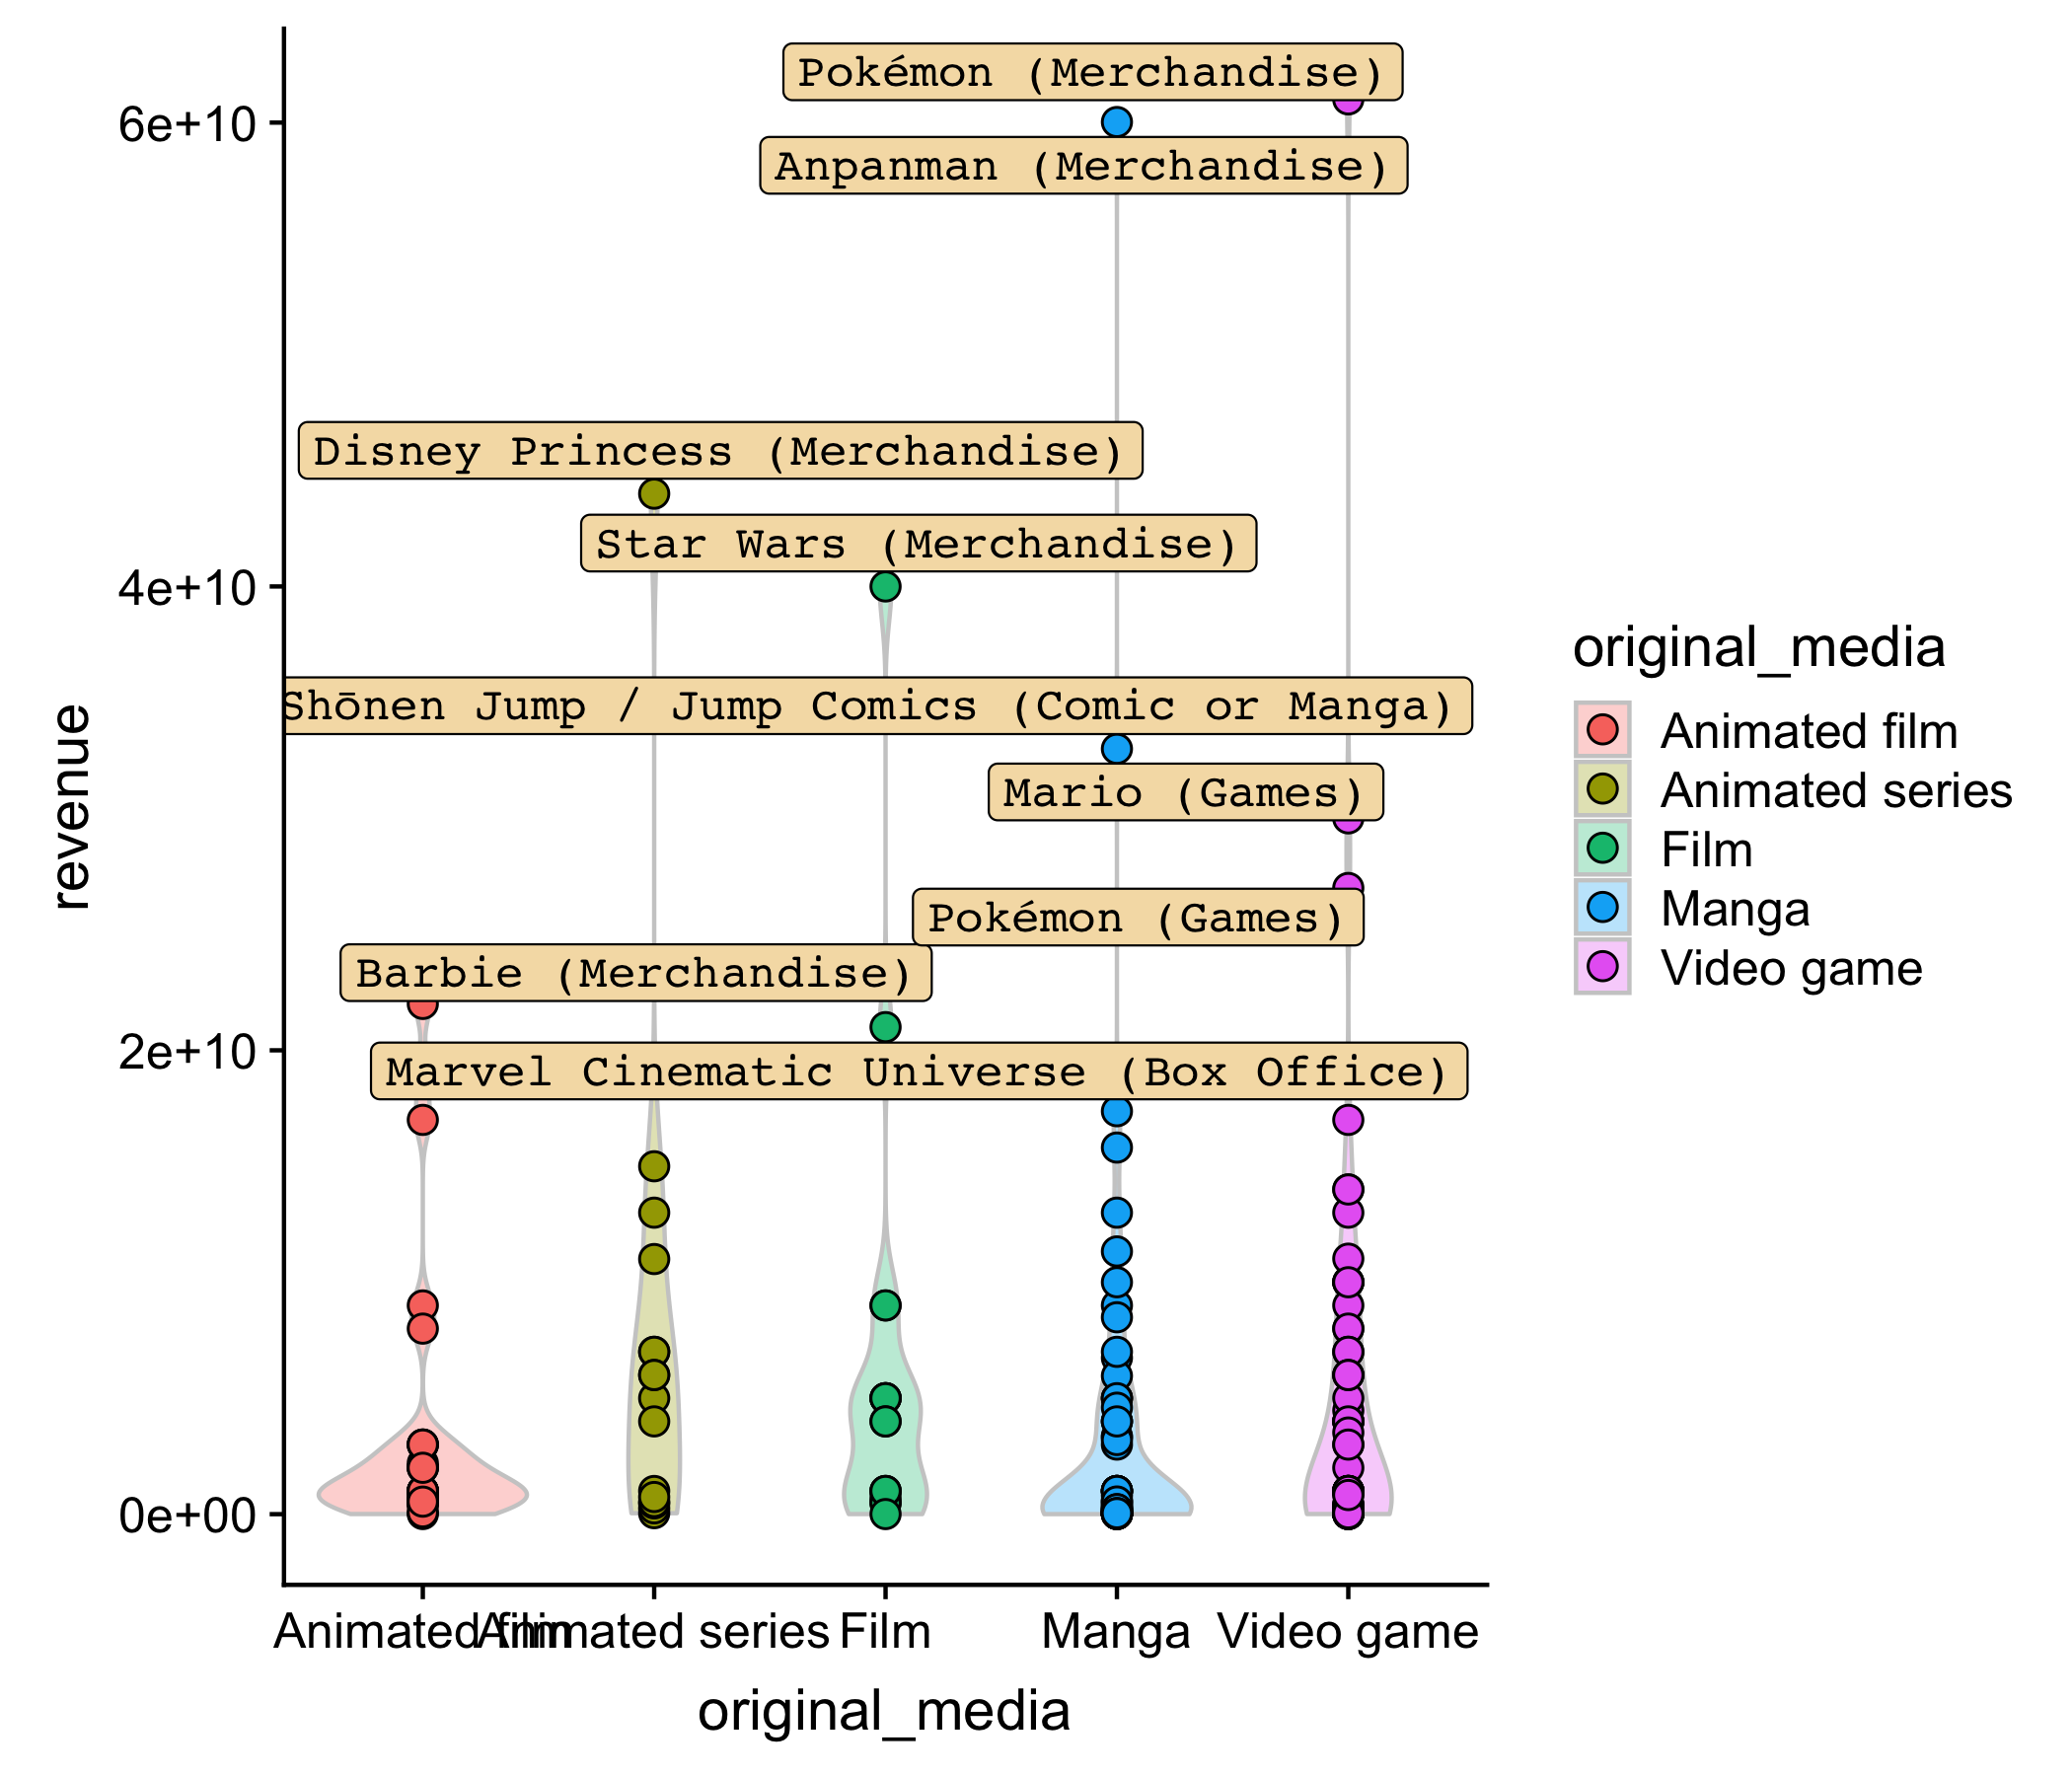 Pokémon (Merchandise)
6e+10
Anpanman (Merchandise)
Disney Princess (Merchandise)
Star Wars (Merchandise)
4e+10
Shōnen Jump / Jump Comics (Comic or Manga)
Mario (Games)
Pokémon (Games)
Barbie (Merchandise)
2e+10
Marvel Cinematic Universe (Box Office)
0e+00
revenue
Animated film Animated series Film Manga Video game
original_media
original_media
Animated film
Animated series
Film
Manga
Video game